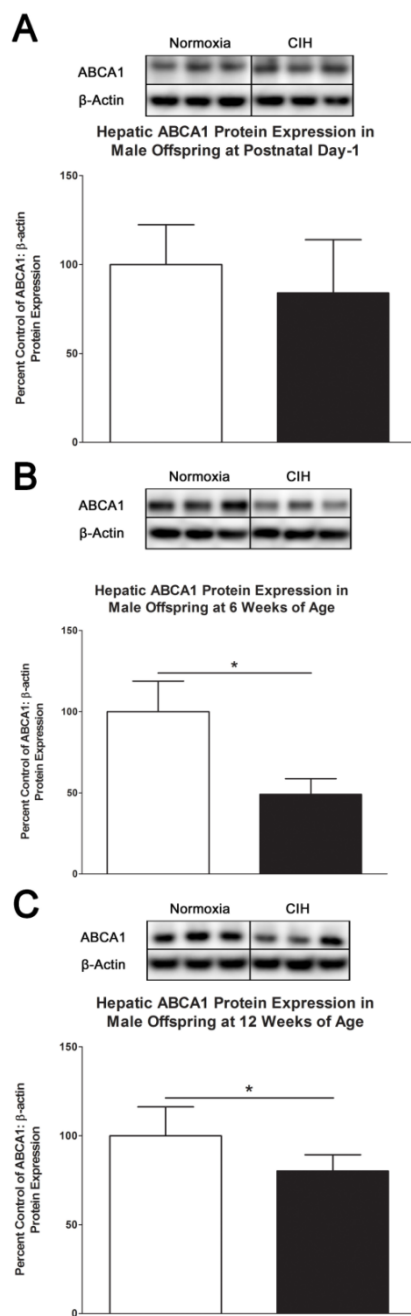 A
Normoxia CIH
ABCA1
β-Actin
Hepatic ABCA1 Protein Expression in
Male Offspring at Postnatal Day-1
Percent Control of ABCA1: β-actin
Protein Expression
150
100
50
0
B
Normoxia CIH
ABCA1
β-Actin
Hepatic ABCA1 Protein Expression in
Male Offspring at 6 Weeks of Age
Percent Control of ABCA1: β-actin
Protein Expression
150
100
50
0
*
C
Normoxia CIH
ABCA1
β-Actin
Hepatic ABCA1 Protein Expression in
Male Offspring at 12 Weeks of Age
Percent Control of ABCA1: β-actin
Protein Expression
150
100
50
0
*